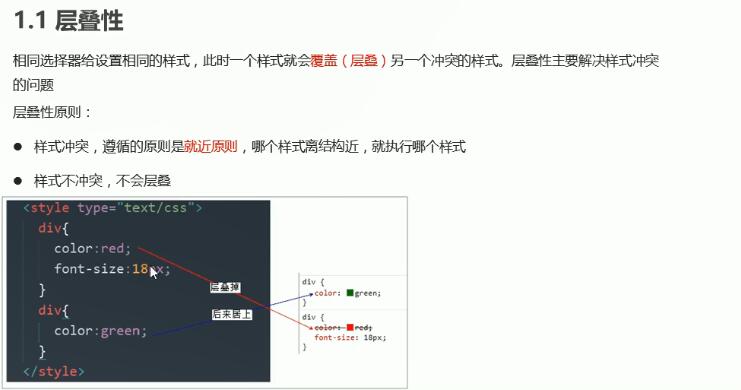 1.1 层叠性
相同选择器给设置相同的样式，此时一个样式就会覆盖（层叠）另一个冲突的样式。层叠性主要解决样式冲突
的问题
层叠性原则：
● 样式冲突，遵循的原则是就近原则，哪个样式离结构近，就执行哪个样式
● 样式不冲突，不会层叠
<style type="text/css">
div{
color:red;
font-size:18px;
}
div{
color:green;
}
</style>
层叠掉
后来居上
div {
color: green;
}
div {
color: red;
font-size: 18px;
}